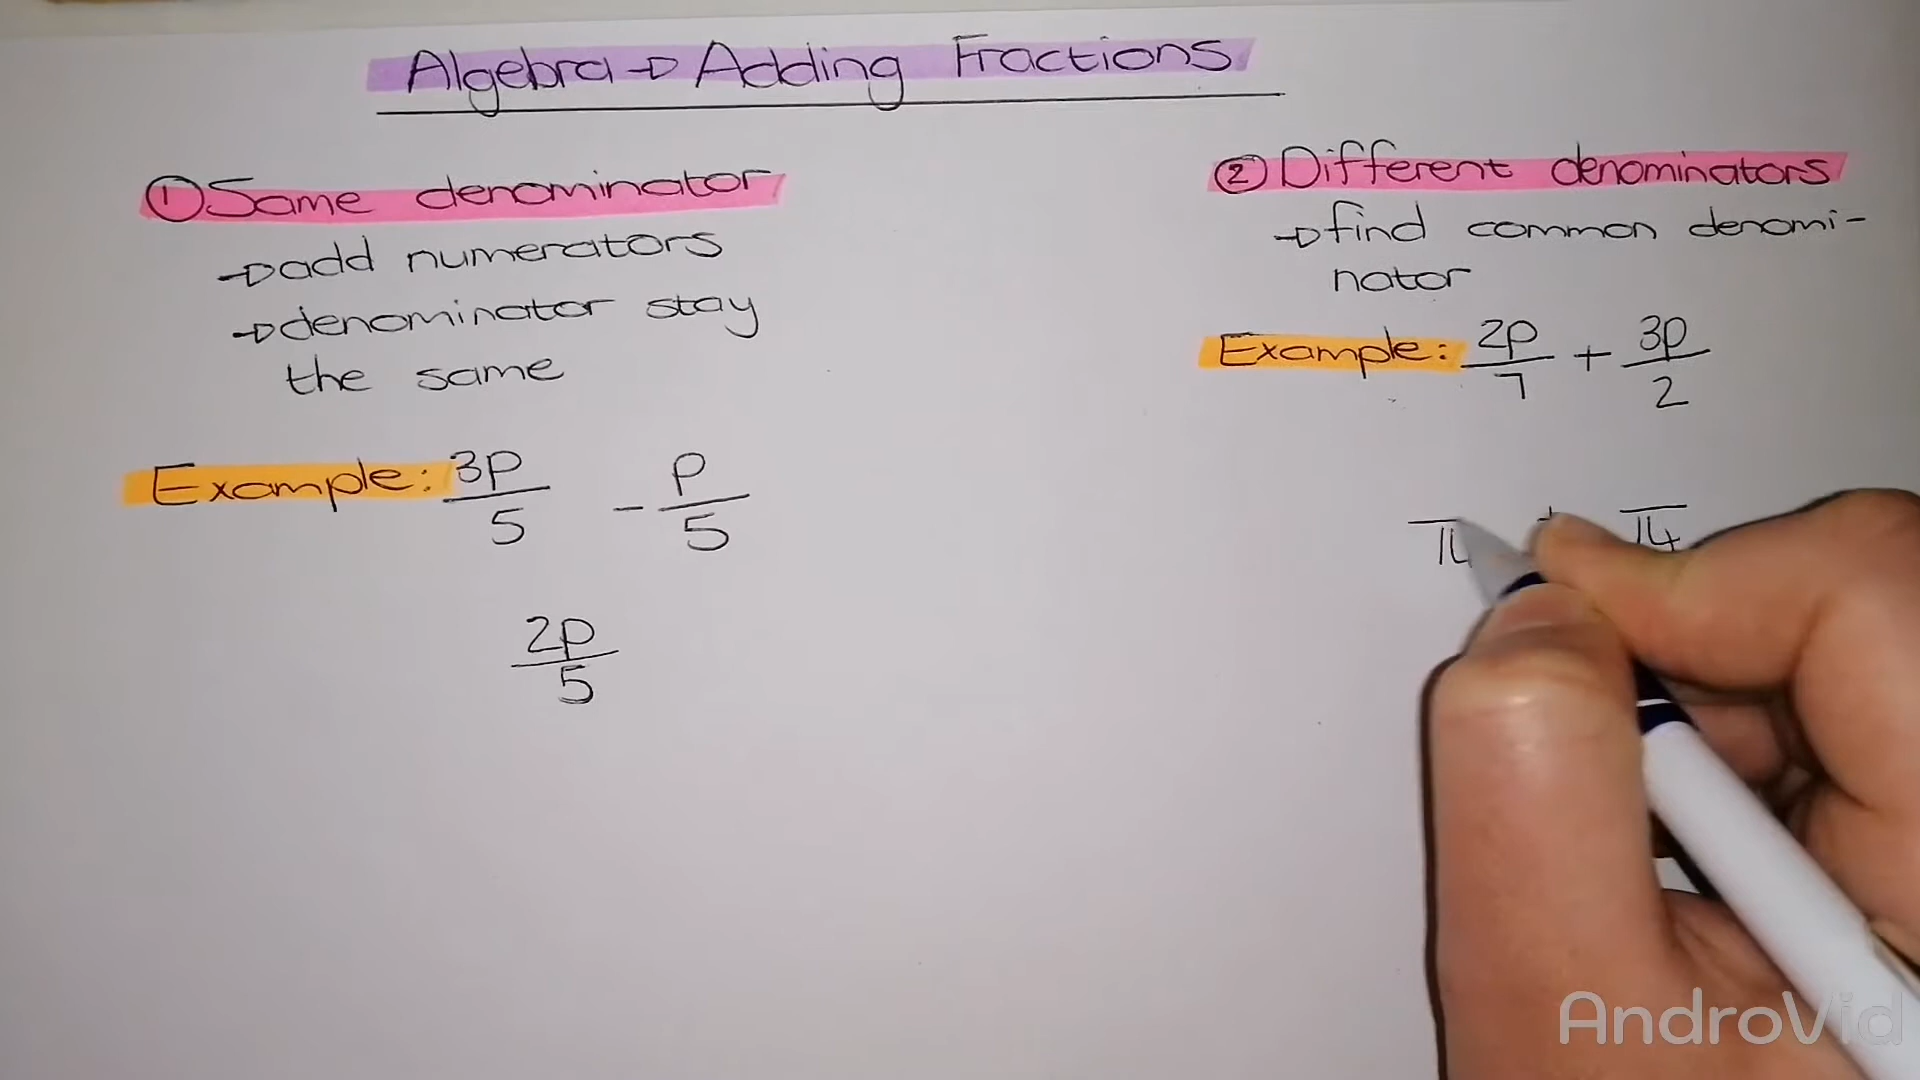 Algebra → Adding Fractions
① Same denominator
→ add numerators
→ denominator stay
the same
Example: 3p/5 - p/5
2p/5
② Different denominators
→ find common denomi-
nator
Example: 2p/7 + 3p/2
/14 + /14
AndroVid